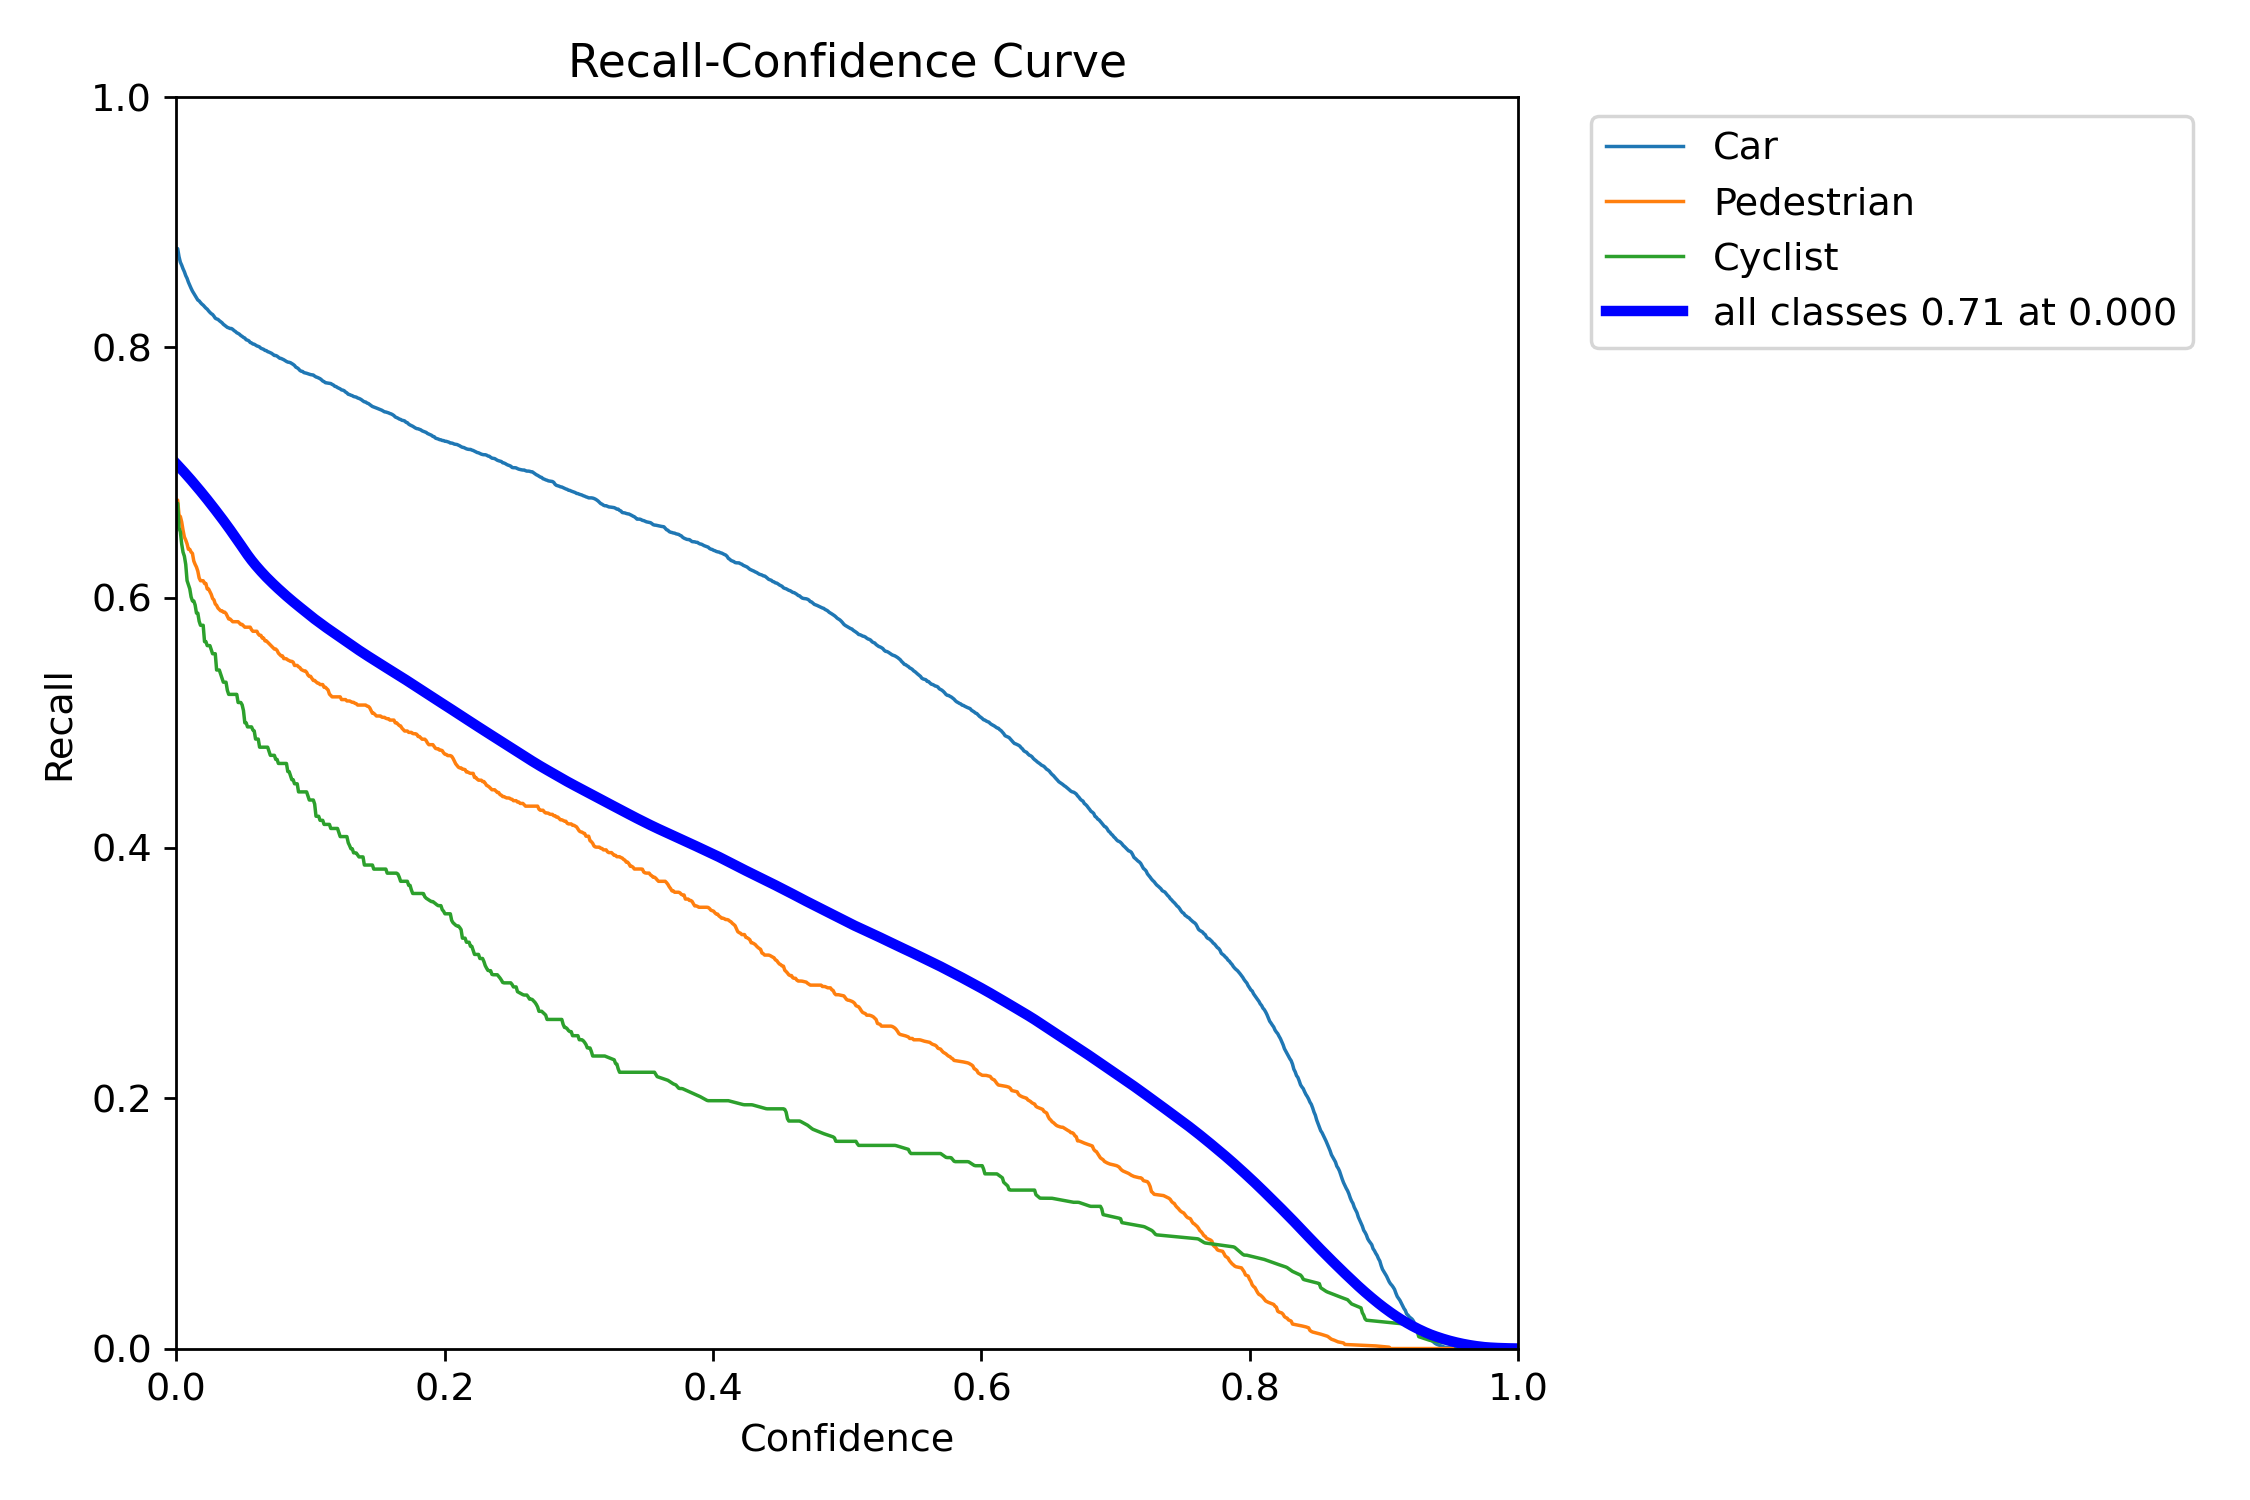 Recall-Confidence Curve
1.0
0.8
0.6
0.4
0.2
0.0
Recall
0.0 0.2 0.4 0.6 0.8 1.0
Confidence
Car
Pedestrian
Cyclist
all classes 0.71 at 0.000